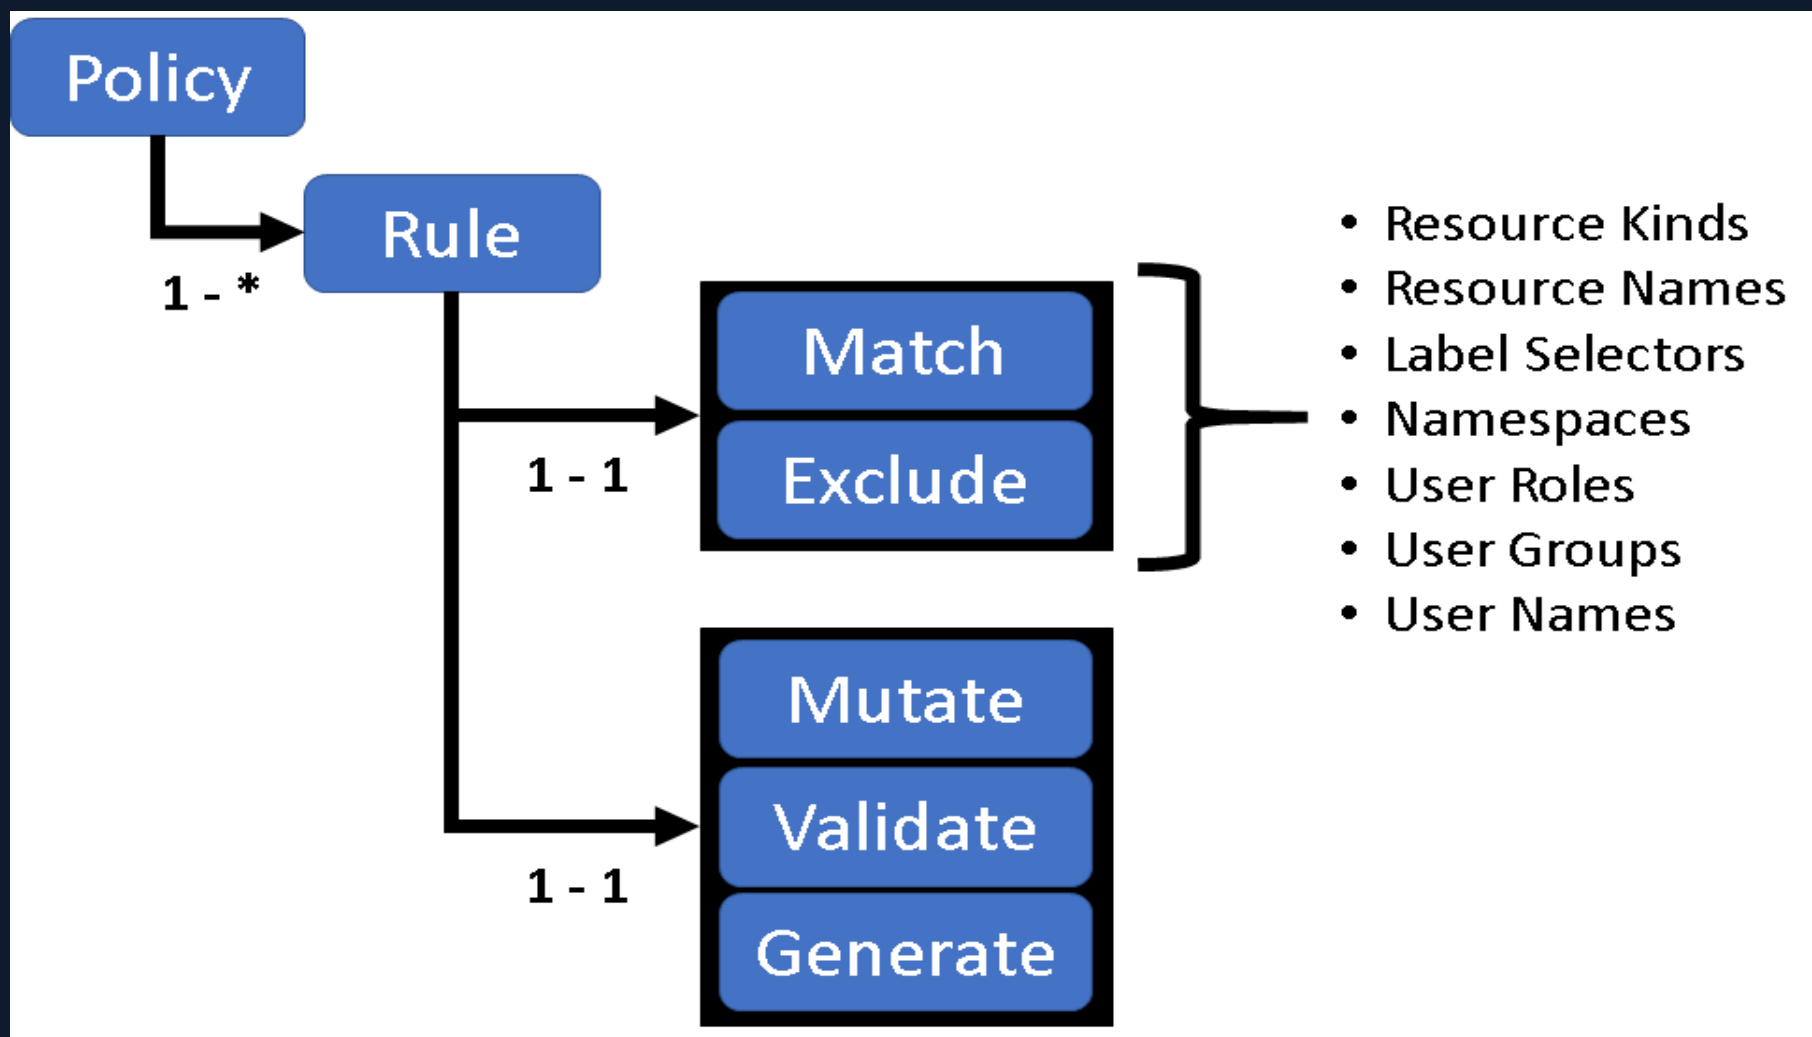 Policy
1 - *
Rule
1 - 1
Match
Exclude
• Resource Kinds
• Resource Names
• Label Selectors
• Namespaces
• User Roles
• User Groups
• User Names
1 - 1
Mutate
Validate
Generate